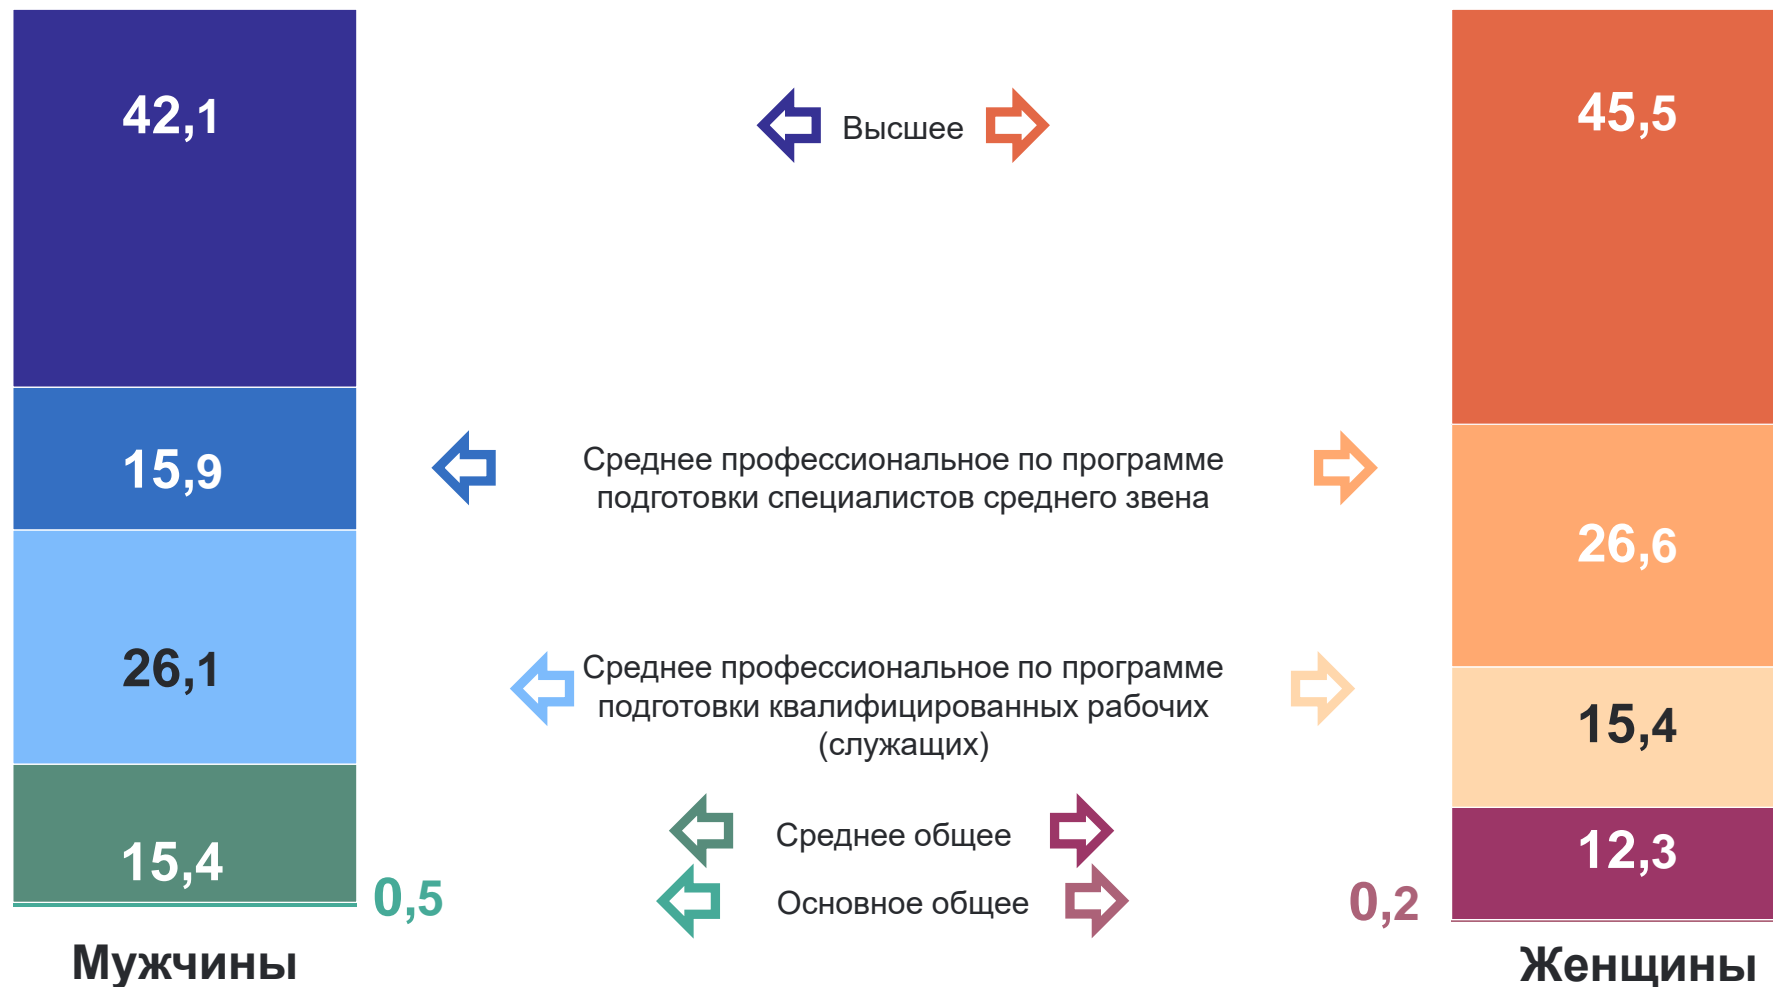 42,1
Высшее
45,5
15,9
Среднее профессиональное по программе
подготовки специалистов среднего звена
26,6
26,1
Среднее профессиональное по программе
подготовки квалифицированных рабочих
(служащих)
15,4
15,4
Среднее общее
12,3
0,5
Основное общее
0,2
Мужчины
Женщины